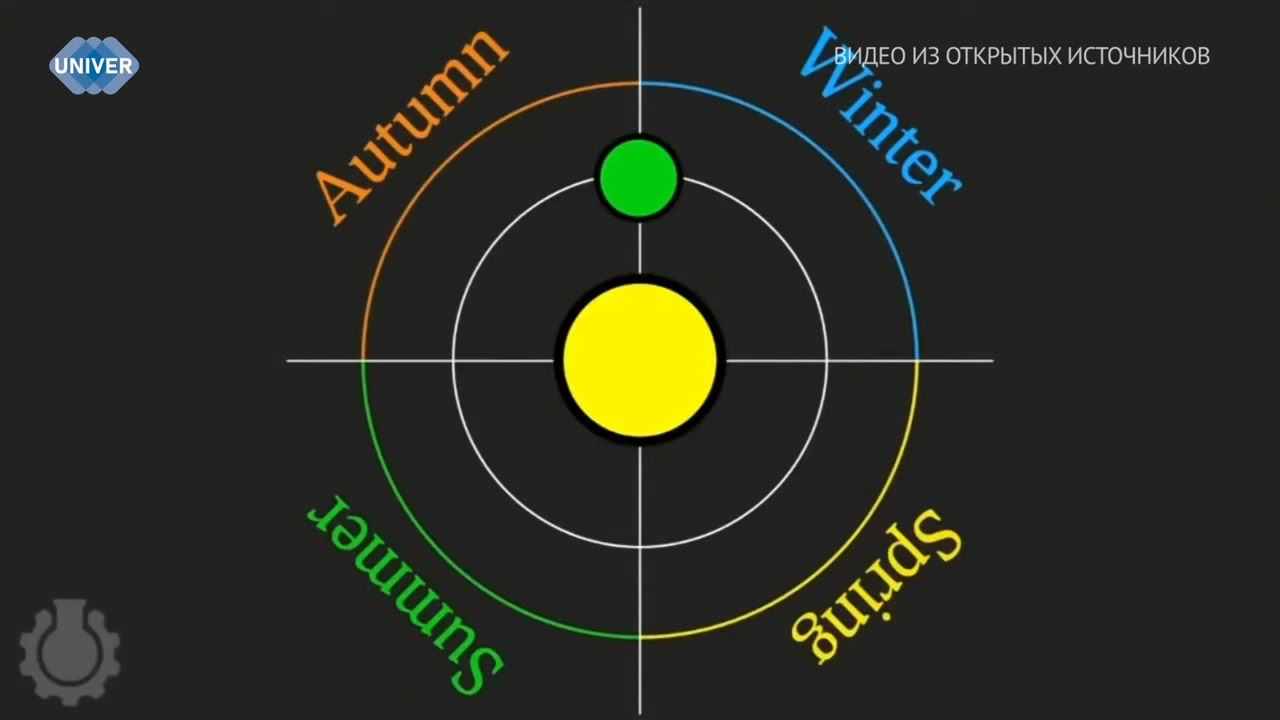 UNIVER
ВИДЕО ИЗ ОТКРЫТЫХ ИСТОЧНИКОВ
Autumn
Winter
Summer
Spring